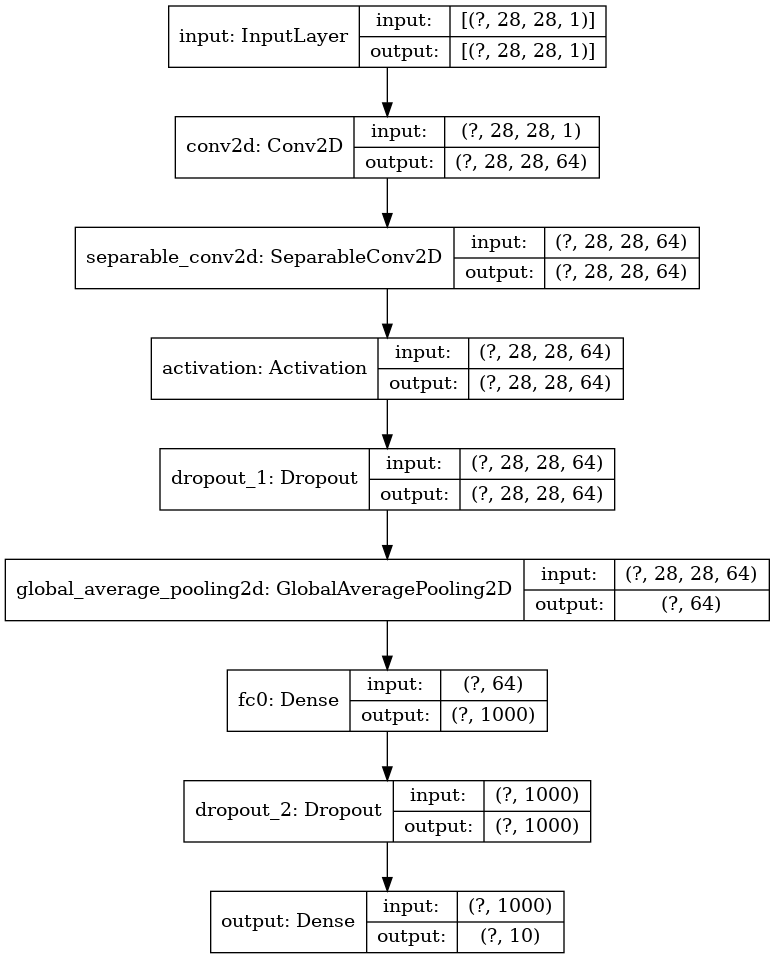 input: InputLayer
input: [(?, 28, 28, 1)]
output: [(?, 28, 28, 1)]
conv2d: Conv2D
input: (?, 28, 28, 1)
output: (?, 28, 28, 64)
separable_conv2d: SeparableConv2D
input: (?, 28, 28, 64)
output: (?, 28, 28, 64)
activation: Activation
input: (?, 28, 28, 64)
output: (?, 28, 28, 64)
dropout_1: Dropout
input: (?, 28, 28, 64)
output: (?, 28, 28, 64)
global_average_pooling2d: GlobalAveragePooling2D
input: (?, 28, 28, 64)
output: (?, 64)
fc0: Dense
input: (?, 64)
output: (?, 1000)
dropout_2: Dropout
input: (?, 1000)
output: (?, 1000)
output: Dense
input: (?, 1000)
output: (?, 10)